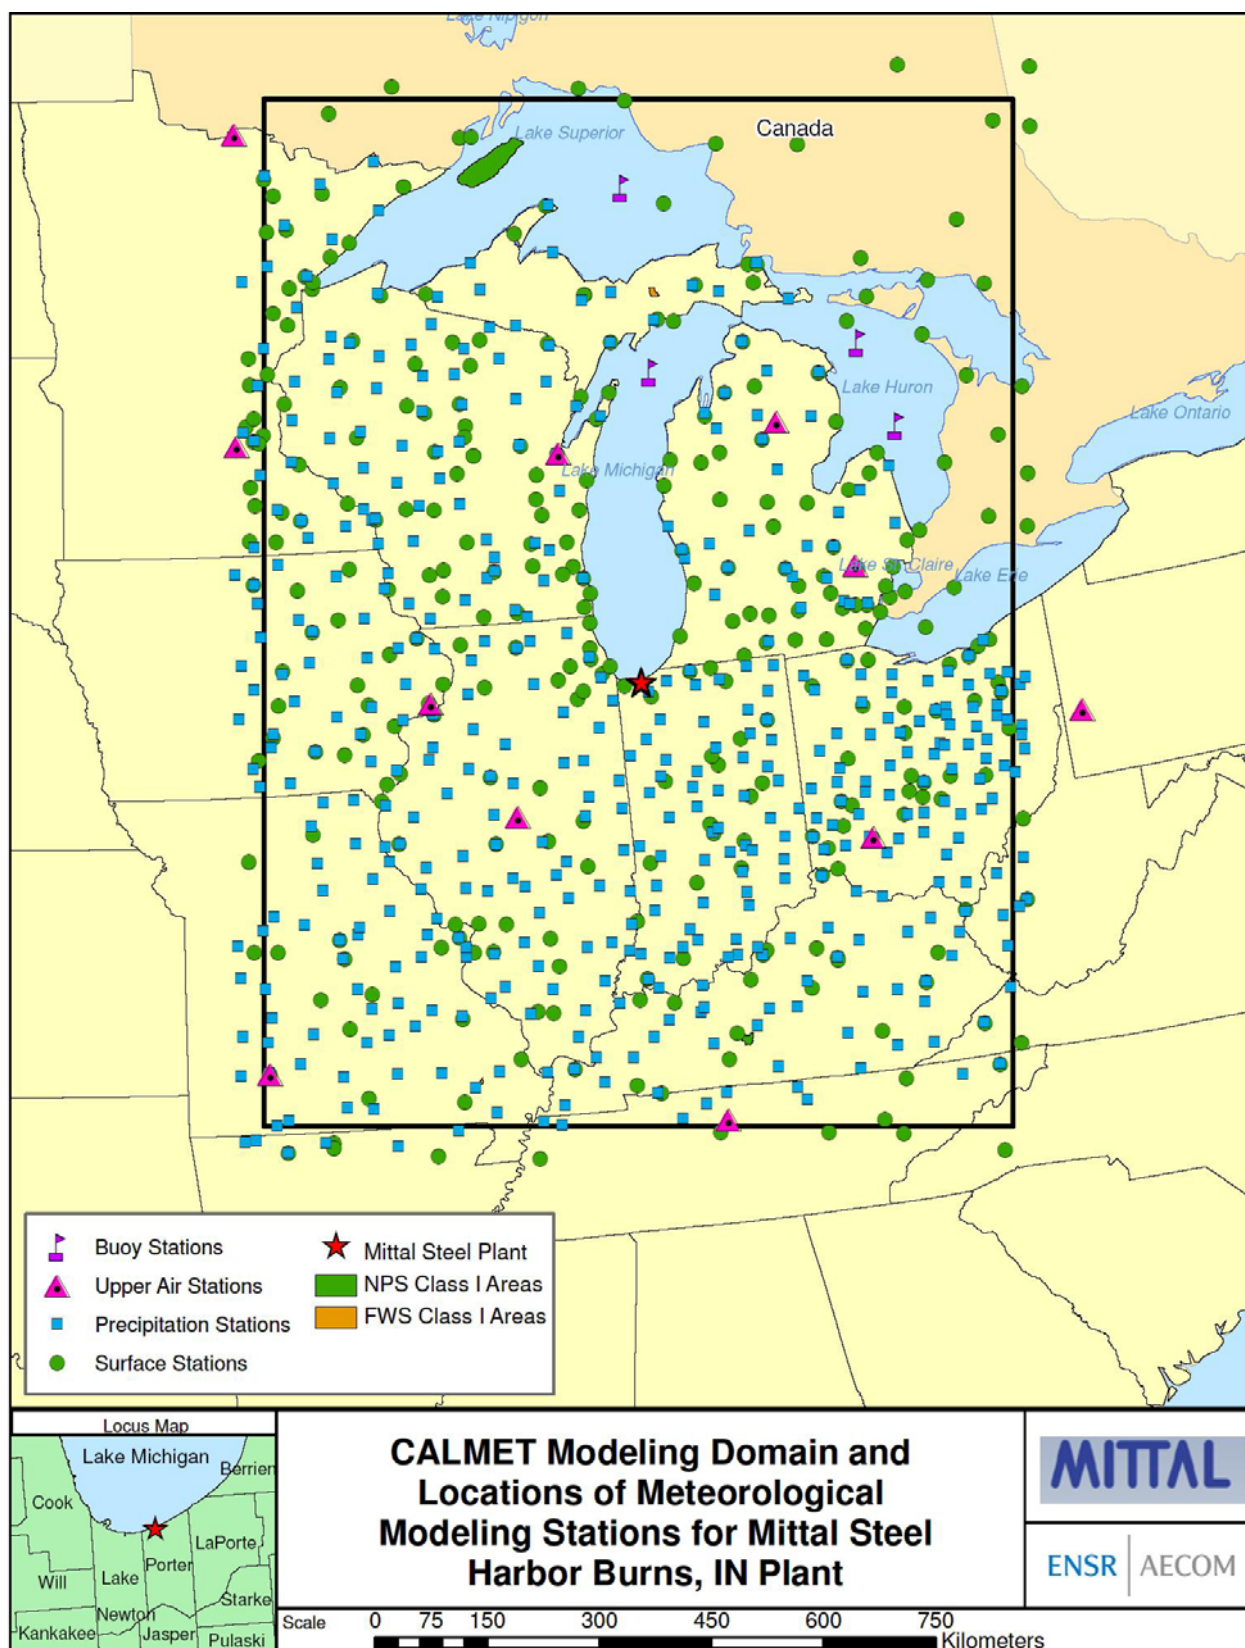 Lake Nipigon
Lake Superior
Canada
Lake Huron
Lake Ontario
Lake Michigan
Lake St. Claire
Lake Erie
Buoy Stations
Upper Air Stations
Precipitation Stations
Surface Stations
Mittal Steel Plant
NPS Class I Areas
FWS Class I Areas
Locus Map
Lake Michigan
Berrien
Cook
LaPorte
Porter
Will
Lake
Starke
Newton
Kankakee
Jasper
Pulaski
CALMET Modeling Domain and
Locations of Meteorological
Modeling Stations for Mittal Steel
Harbor Burns, IN Plant
Scale
0 75 150 300 450 600 750
Kilometers
MITTAL
ENSR | AECOM